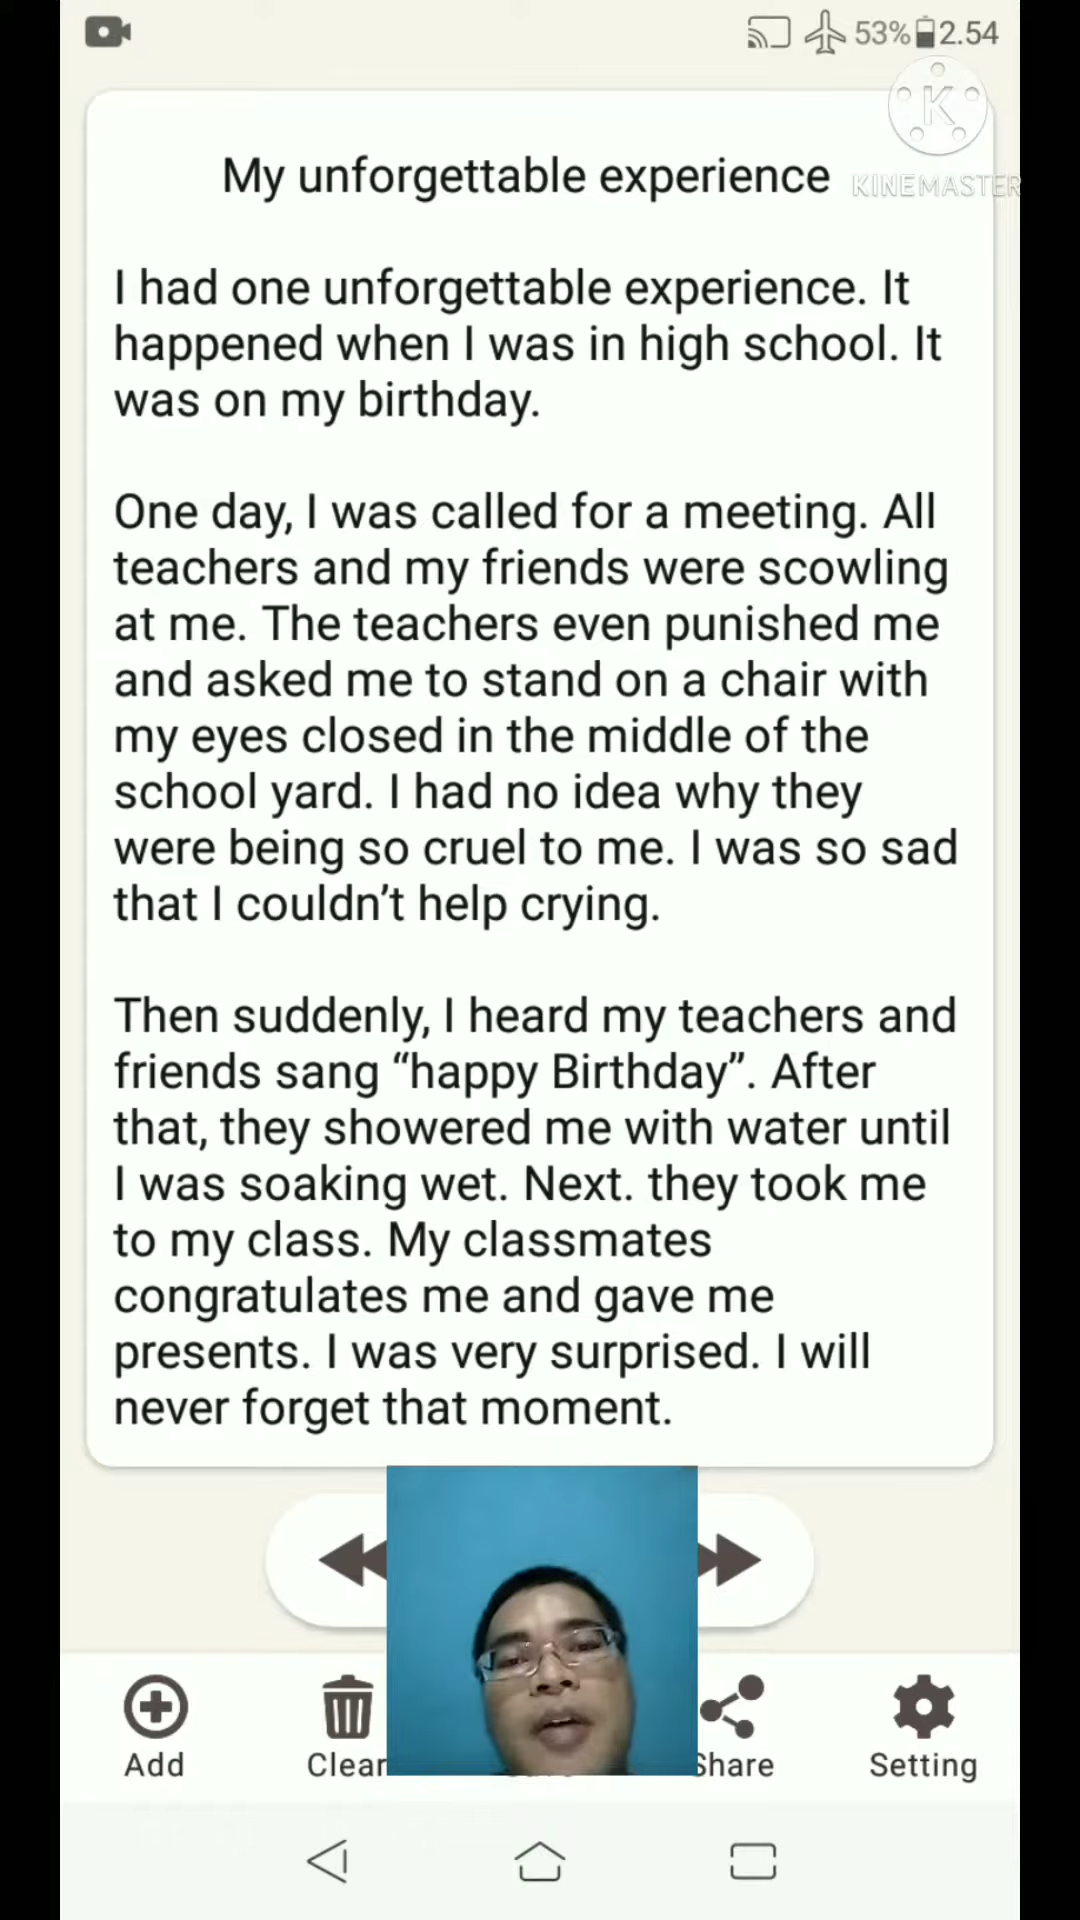 53% 2.54
K
KINEMASTER
My unforgettable experience
I had one unforgettable experience. It
happened when I was in high school. It
was on my birthday.
One day, I was called for a meeting. All
teachers and my friends were scowling
at me. The teachers even punished me
and asked me to stand on a chair with
my eyes closed in the middle of the
school yard. I had no idea why they
were being so cruel to me. I was so sad
that I couldn’t help crying.
Then suddenly, I heard my teachers and
friends sang “happy Birthday”. After
that, they showered me with water until
I was soaking wet. Next. they took me
to my class. My classmates
congratulates me and gave me
presents. I was very surprised. I will
never forget that moment.
Add Clear Share Setting